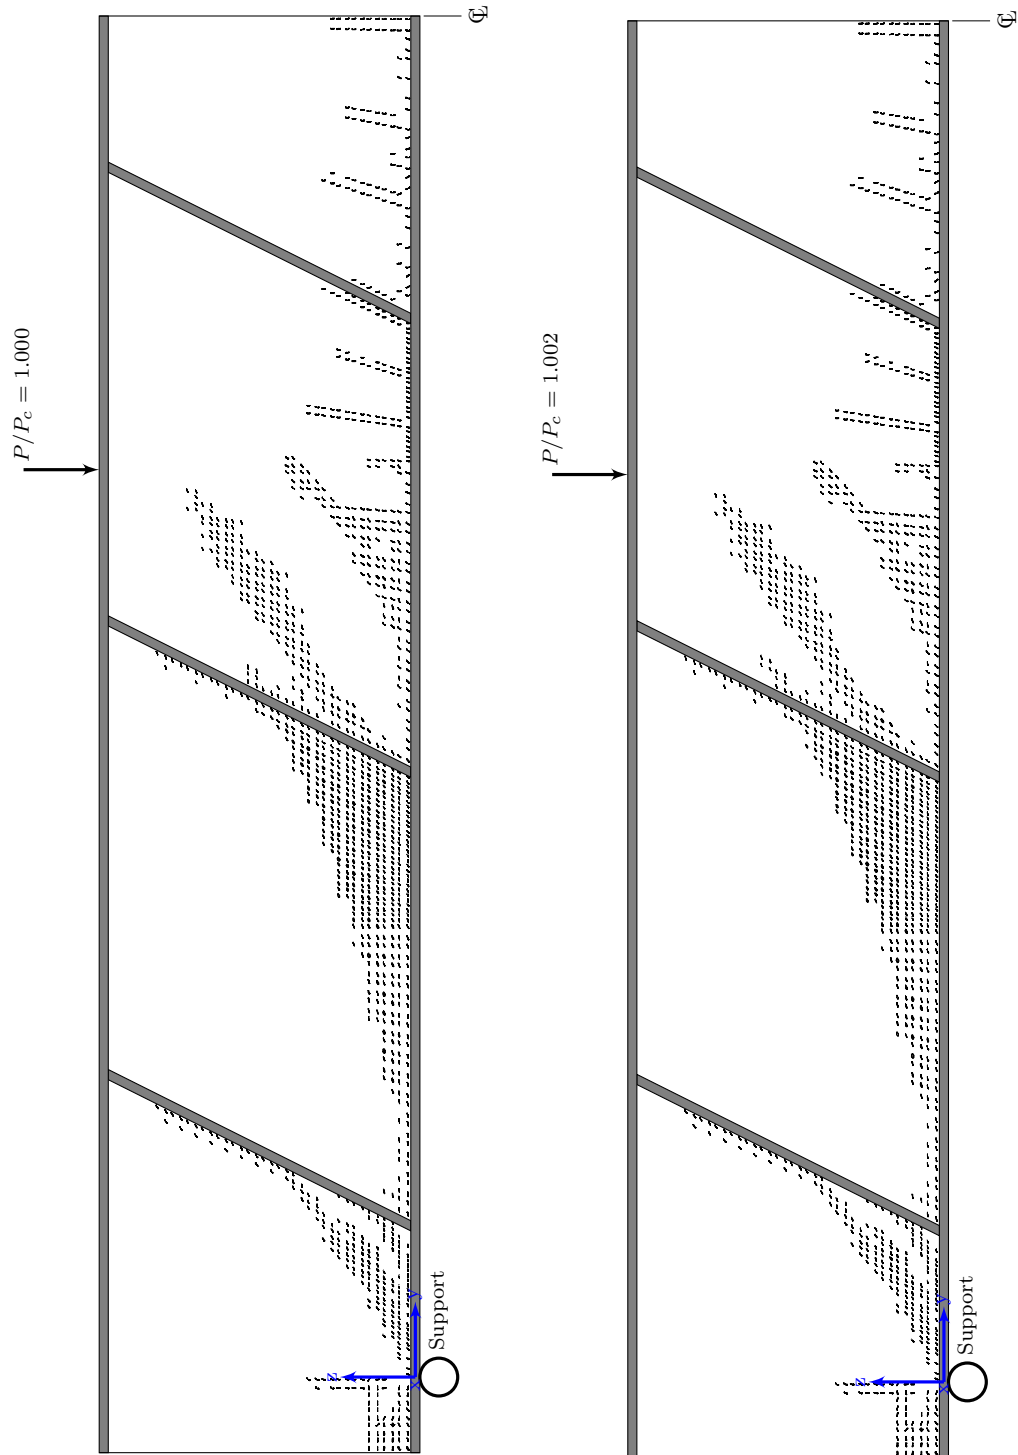 P/P_c = 1.000
℄
z
y
x
Support
P/P_c = 1.002
℄
z
y
x
Support